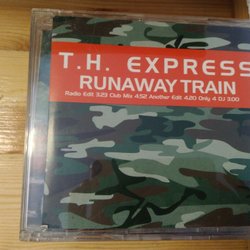 T.H. EXPRESS
RUNAWAY TRAIN
Radio Edit 3.29 Club Mix 4.52 Another Edit 4.20 Only 4 DJ 3.00